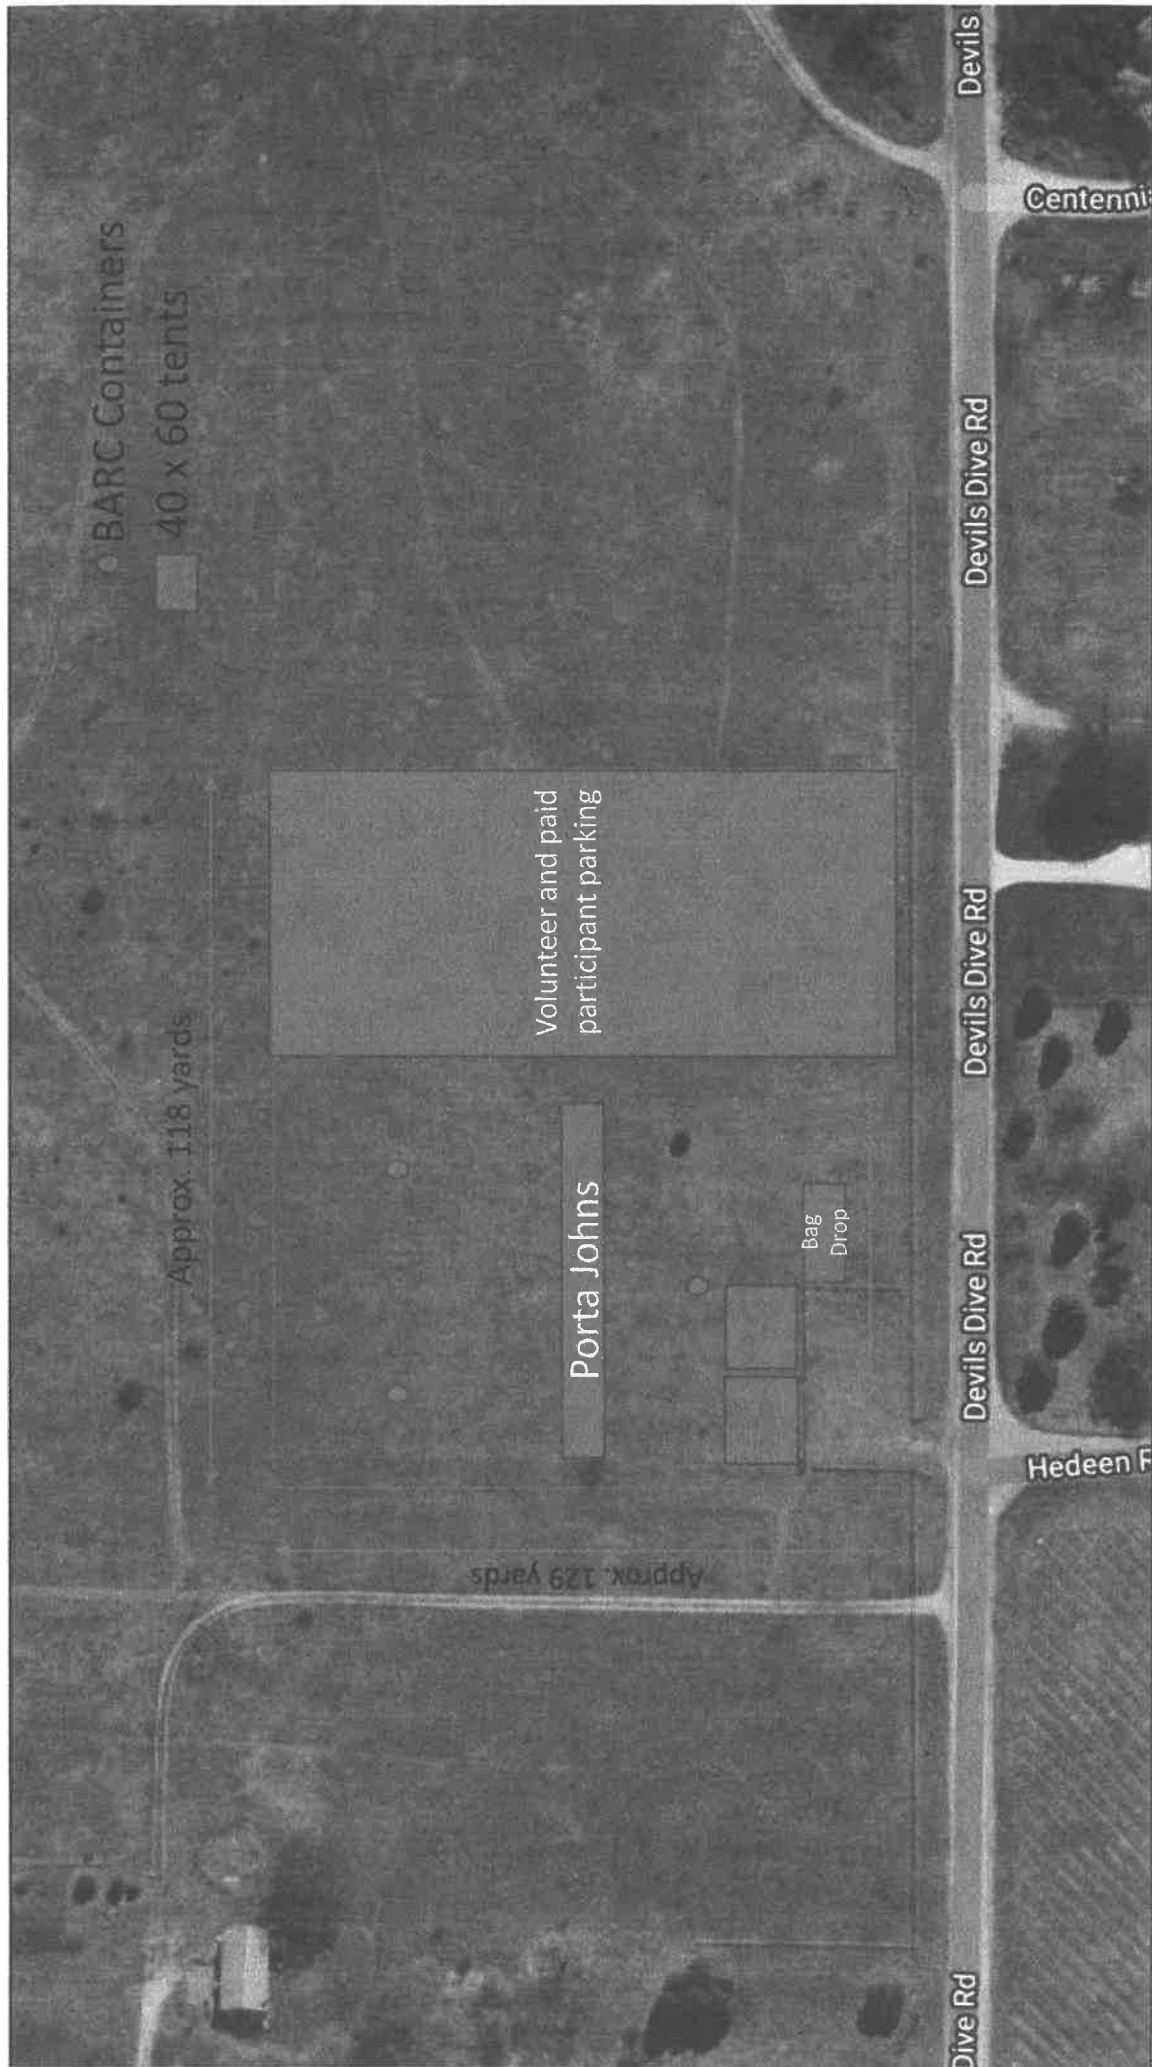 BARC Containers
40 x 60 tents
Approx. 118 yards
Volunteer and paid
participant parking
Porta Johns
Bag
Drop
Approx. 129 yards
Dive Rd
Devils Dive Rd
Devils Dive Rd
Devils Dive Rd
Devils
Hedeen R
Centennia